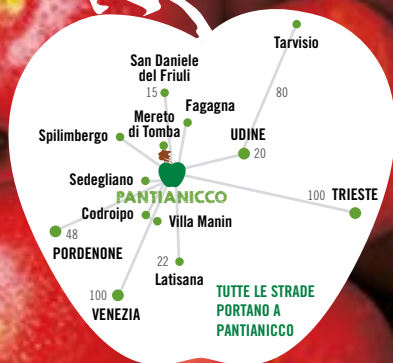 Tarvisio
San Daniele
del Friuli
80
15
Fagagna
Mereto
di Tomba
Spilimbergo
UDINE
20
Sedegliano
PANTIANICCO
100 TRIESTE
Codroipo
Villa Manin
48
PORDENONE
22
Latisana
100
VENEZIA
TUTTE LE STRADE
PORTANO A
PANTIANICCO